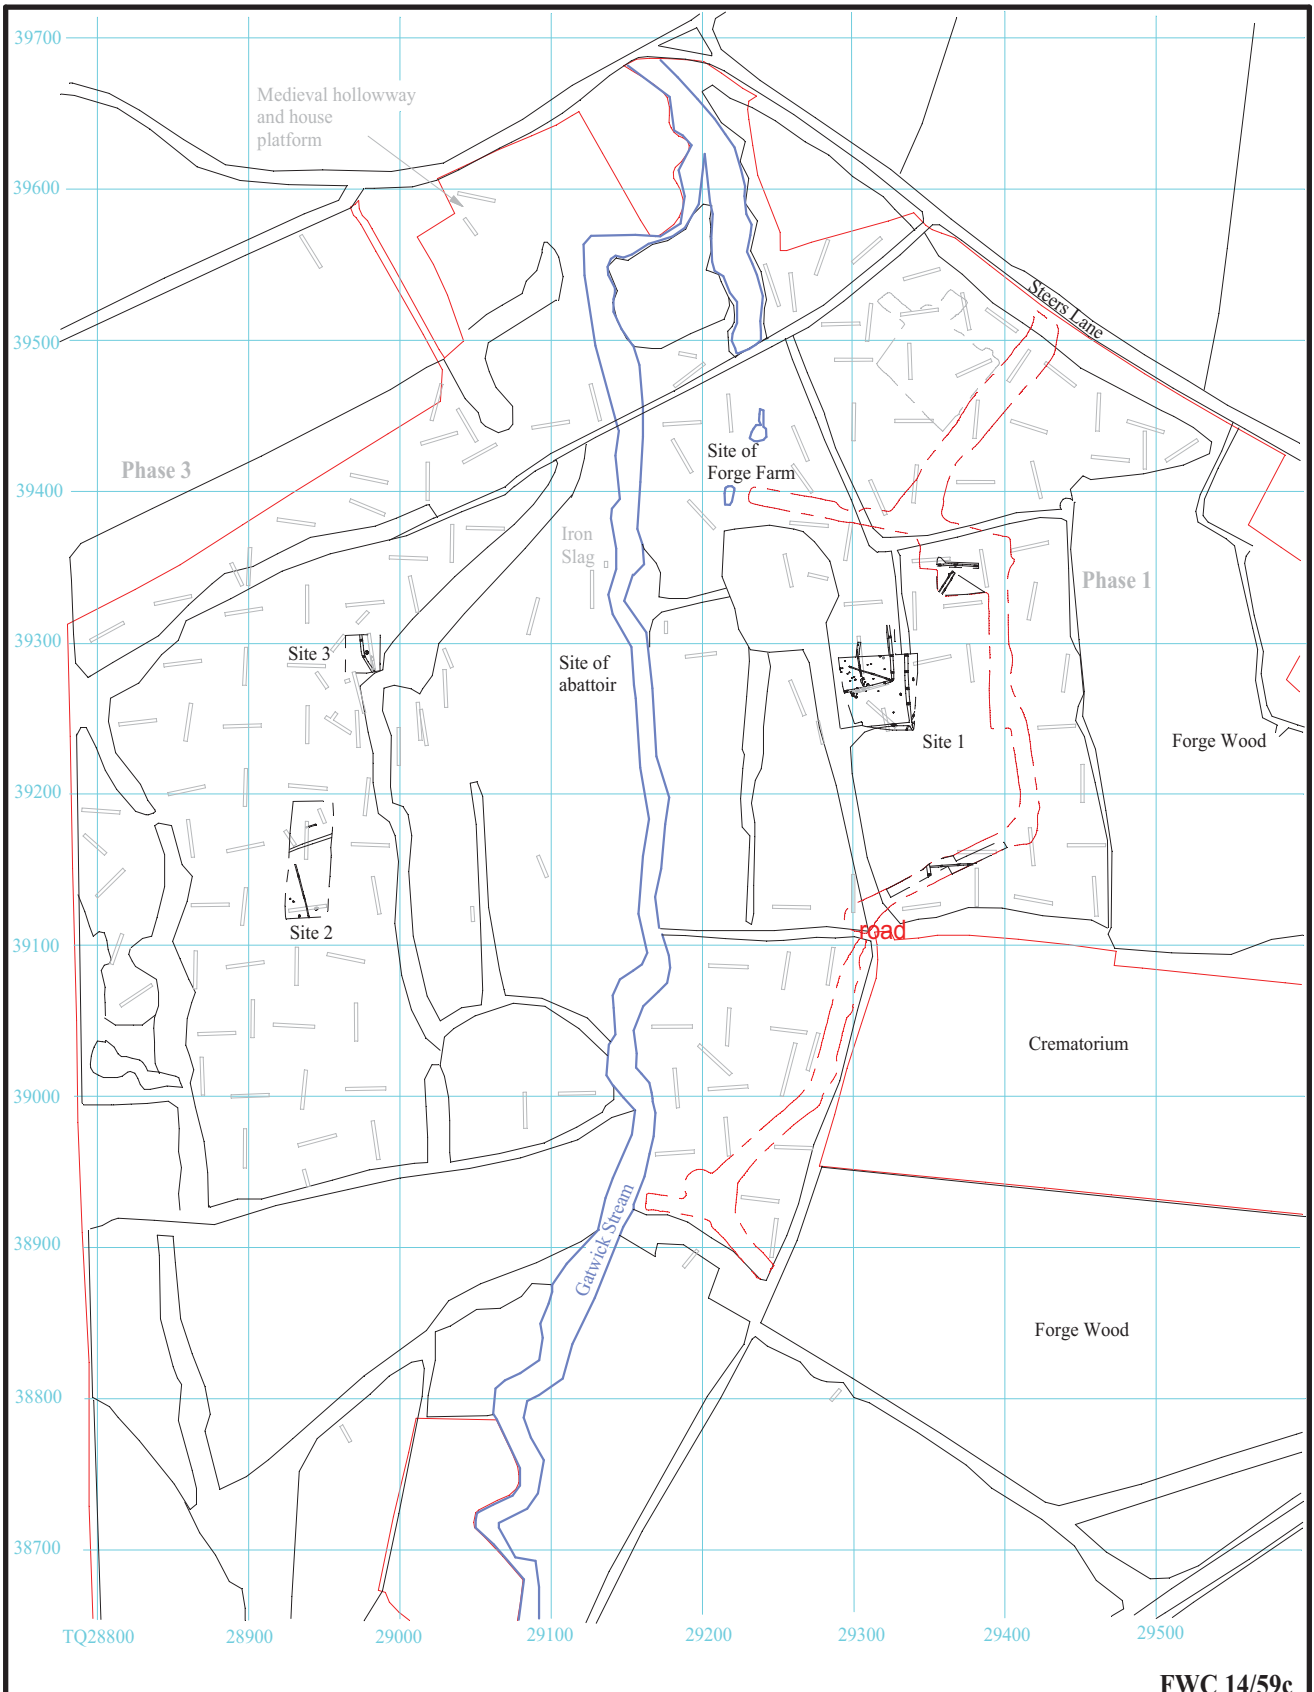 39700
Medieval hollowway
and house
platform
39600
39500
Steers Lane
Site of
Forge Farm
Phase 3
39400
Iron
Slag
Phase 1
39300
Site 3
Site of
abattoir
Site 1
Forge Wood
39200
Site 2
39100
road
Crematorium
39000
Gatwick Stream
38900
Forge Wood
38800
38700
TQ28800
28900
29000
29100
29200
29300
29400
29500
FWC 14/59c